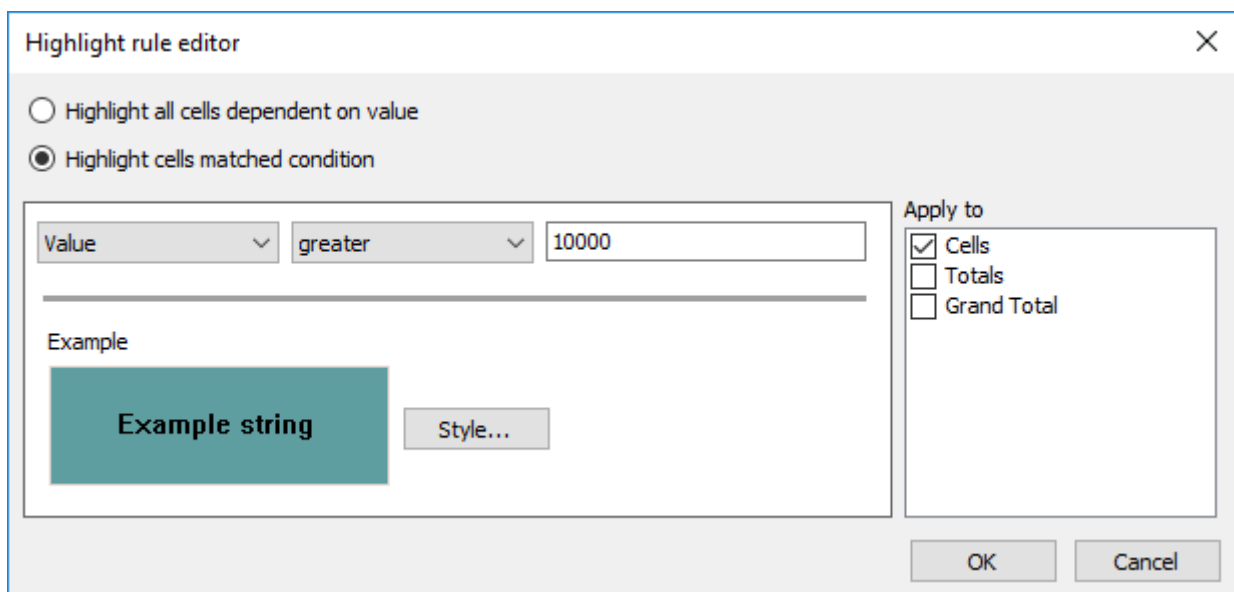 Highlight rule editor
Highlight all cells dependent on value
Highlight cells matched condition
Value greater 10000
Apply to
Cells
Totals
Grand Total
Example
Example string
Style...
OK Cancel